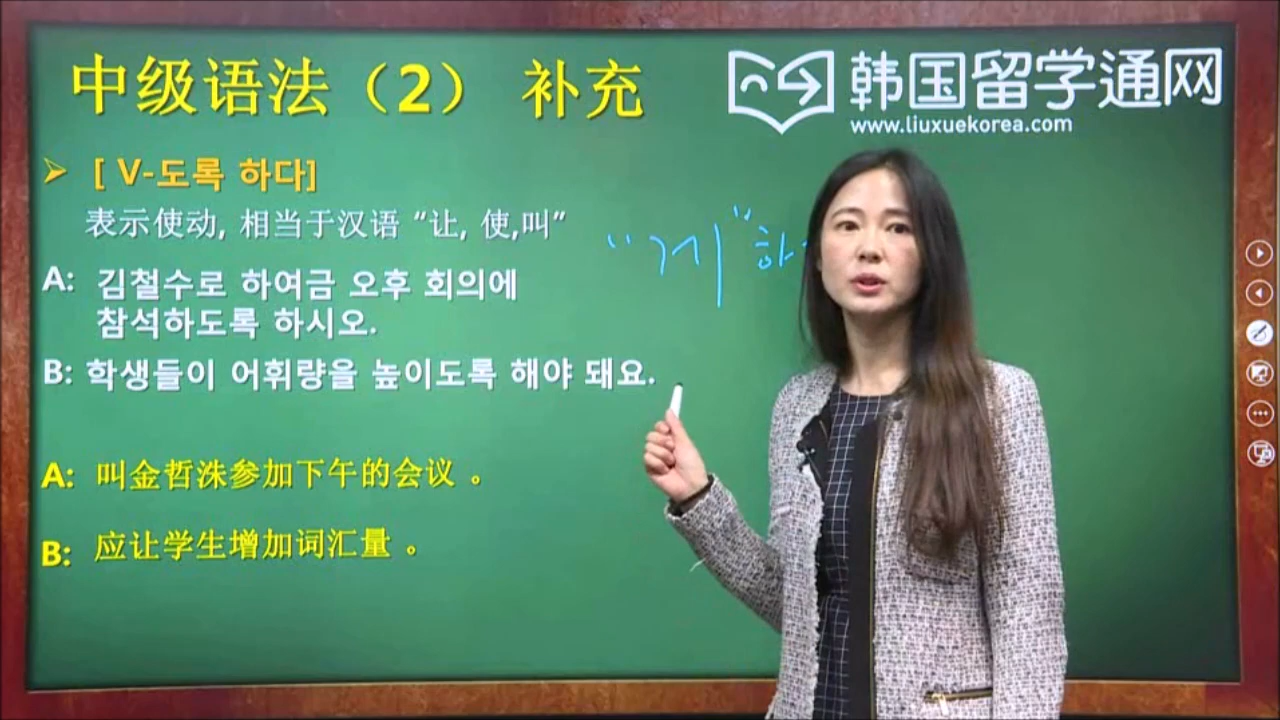 中级语法（2） 补充
韩国留学通网
www.liuxuekorea.com
➢ [ V-도록 하다]
表示使动, 相当于汉语 “让, 使,叫”
“게” 하
A: 김철수로 하여금 오후 회의에
참석하도록 하시오.
B: 학생들이 어휘량을 높이도록 해야 돼요.
A: 叫金哲洙参加下午的会议 。
B: 应让学生增加词汇量 。